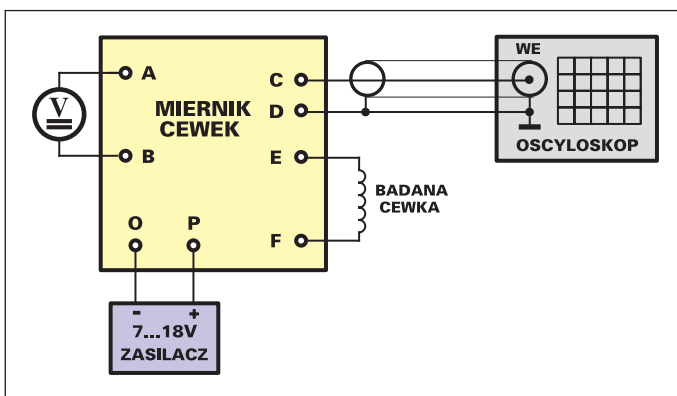 WE
A
C
V
MIERNIK
CEWEK
D
OSCYLOSKOP
B
E
BADANA
CEWKA
O
P
F
- +
7...18V
ZASILACZ